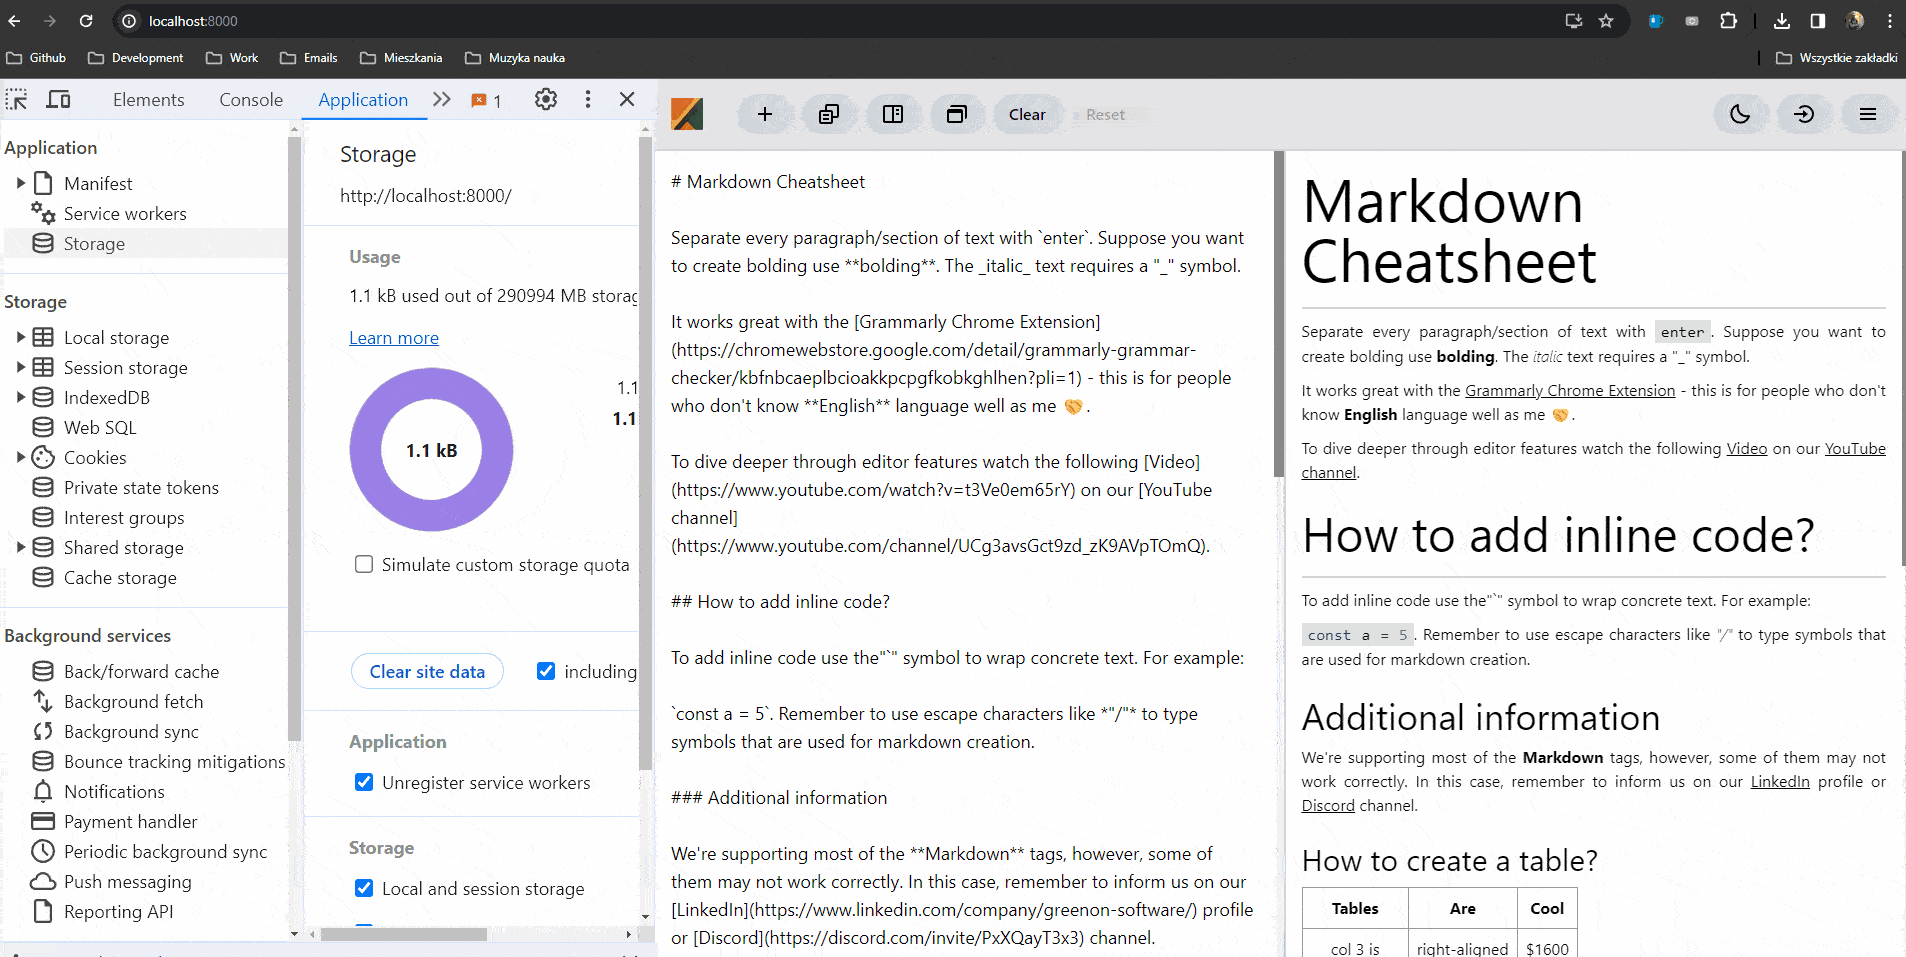 localhost:8000
Github Development Work Emails Mieszkania Muzyka nauka Wszystkie zakładki
Elements Console Application 1
Application
Manifest
Service workers
Storage
Storage
Local storage
Session storage
IndexedDB
Web SQL
Cookies
Private state tokens
Interest groups
Shared storage
Cache storage
Background services
Back/forward cache
Background fetch
Background sync
Bounce tracking mitigations
Notifications
Payment handler
Periodic background sync
Push messaging
Reporting API
Storage
http://localhost:8000/
Usage
1.1 kB used out of 290994 MB storag
Learn more
1.1
1.1
1.1 kB
Simulate custom storage quota
Clear site data including
Application
Unregister service workers
Storage
Local and session storage
Clear Reset
# Markdown Cheatsheet
Separate every paragraph/section of text with `enter`. Suppose you want
to create bolding use **bolding**. The _italic_ text requires a "_" symbol.
It works great with the [Grammarly Chrome Extension]
(https://chromewebstore.google.com/detail/grammarly-grammar-
checker/kbfnbcaeplbcioakkpcpgfkobkghlhen?pli=1) - this is for people
who don't know **English** language well as me 🤝.
To dive deeper through editor features watch the following [Video]
(https://www.youtube.com/watch?v=t3Ve0em65rY) on our [YouTube
channel]
(https://www.youtube.com/channel/UCg3avsGct9zd_zK9AVpTOmQ).
## How to add inline code?
To add inline code use the"`" symbol to wrap concrete text. For example:
`const a = 5`. Remember to use escape characters like *"/"* to type
symbols that are used for markdown creation.
### Additional information
We're supporting most of the **Markdown** tags, however, some of
them may not work correctly. In this case, remember to inform us on our
[LinkedIn](https://www.linkedin.com/company/greenon-software/) profile
or [Discord](https://discord.com/invite/PxXQayT3x3) channel.
Markdown
Cheatsheet
Separate every paragraph/section of text with enter. Suppose you want to
create bolding use bolding. The italic text requires a "_" symbol.
It works great with the Grammarly Chrome Extension - this is for people who don't
know English language well as me 🤝.
To dive deeper through editor features watch the following Video on our YouTube
channel.
How to add inline code?
To add inline code use the"`" symbol to wrap concrete text. For example:
const a = 5. Remember to use escape characters like "/" to type symbols that
are used for markdown creation.
Additional information
We're supporting most of the Markdown tags, however, some of them may not
work correctly. In this case, remember to inform us on our LinkedIn profile or
Discord channel.
How to create a table?
Tables Are Cool
col 3 is right-aligned $1600